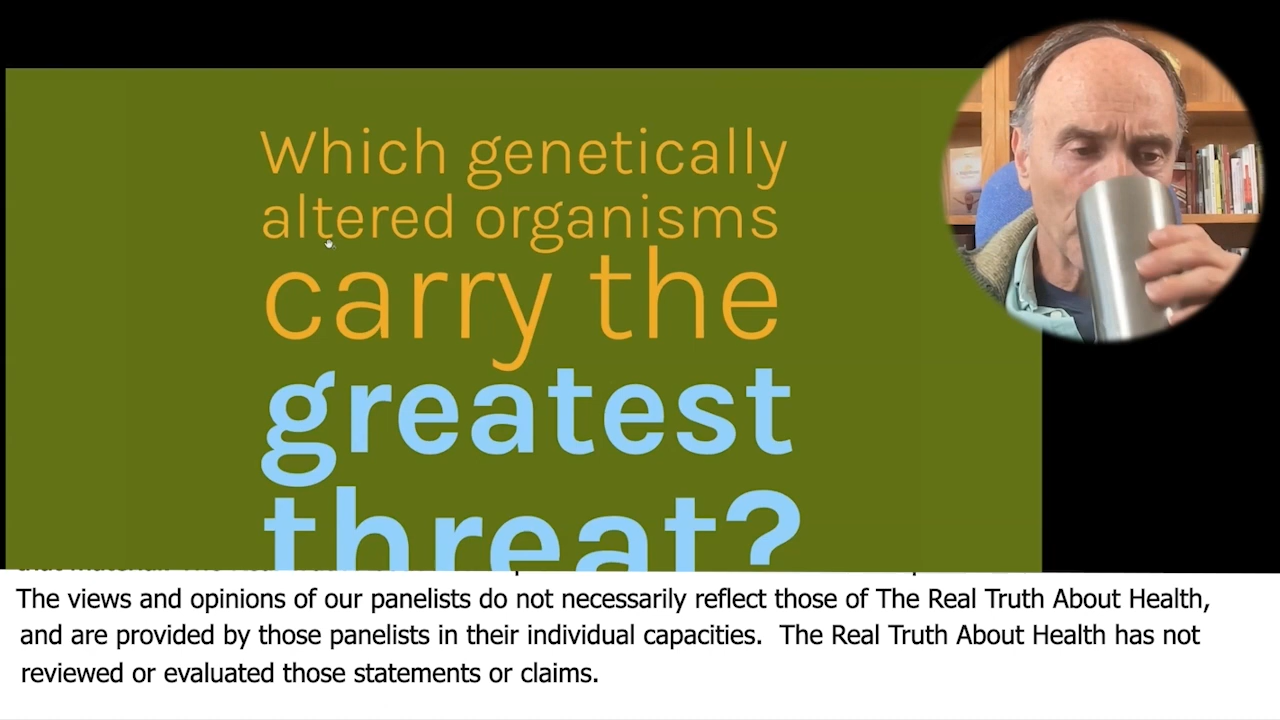 Which genetically
altered organisms
carry the
greatest
threat?
The views and opinions of our panelists do not necessarily reflect those of The Real Truth About Health,
and are provided by those panelists in their individual capacities.  The Real Truth About Health has not
reviewed or evaluated those statements or claims.